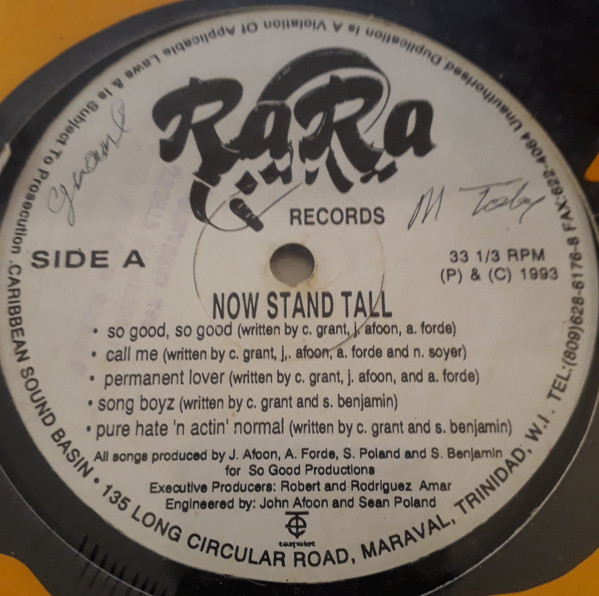 Unauthorised Duplication Is A Violation Of Applicable Laws & Is Subject To Prosecution .CARIBBEAN SOUND BASIN • 135 LONG CIRCULAR ROAD, MARAVAL, TRINIDAD, W.I. TEL:(809)628-6176-8 FAX:622-4064
RaRa
RECORDS
M Toby
SIDE A
33 1/3 RPM
(P) & (C) 1993
NOW STAND TALL
• so good, so good (written by c. grant, j. afoon, a. forde)
• call me (written by c. grant, j,. afoon, a. forde and n. soyer)
• permanent lover (written by c. grant, j. afoon, and a. forde)
• song boyz (written by c. grant and s. benjamin)
• pure hate 'n actin' normal (written by c. grant and s. benjamin)
All songs produced by J. Afoon, A. Forde, S. Poland and S. Benjamin
for So Good Productions
Executive Producers: Robert and Rodriguez Amar
Engineered by: John Afoon and Sean Poland